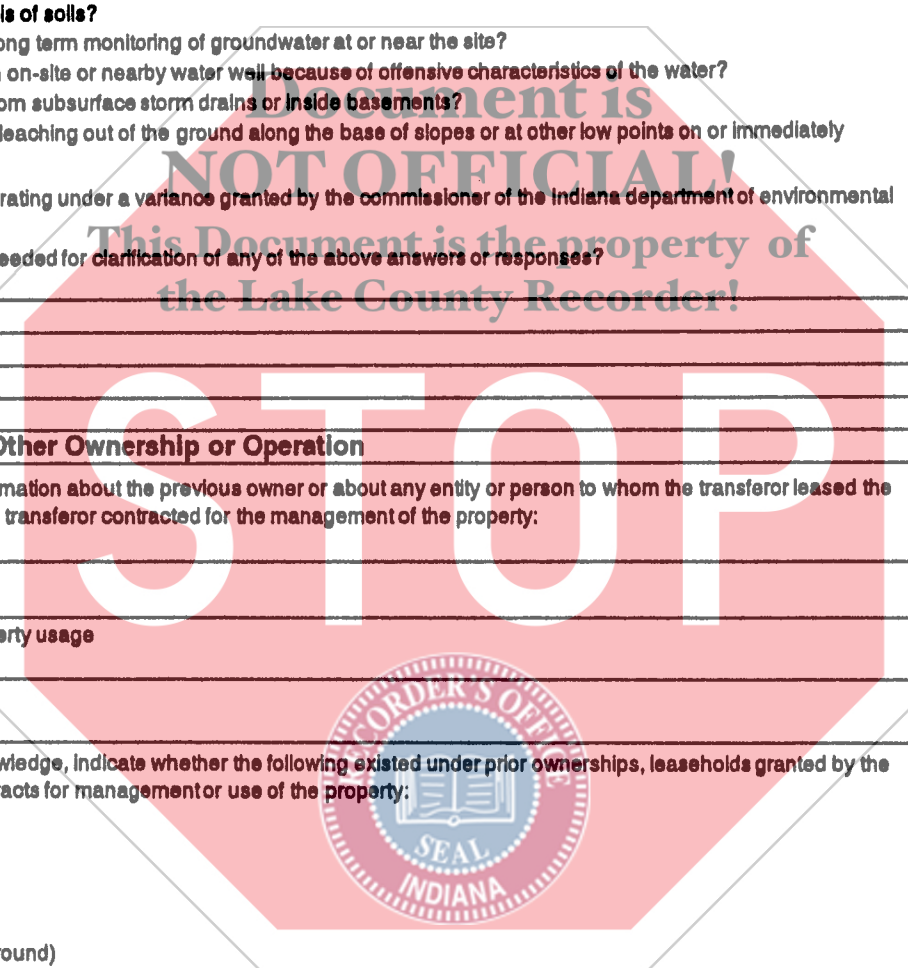 is of soils?
ong term monitoring of groundwater at or near the site?
on-site or nearby water well because of offensive characteristics of the water?
Document is
om subsurface storm drains or inside basements?
leaching out of the ground along the base of slopes or at other low points on or immediately
NOT OFFICIAL!
rating under a variance granted by the commissioner of the Indiana department of environmental
This Document is the property of
eeded for clarification of any of the above answers or responses?
the Lake County Recorder!
STOP
Other Ownership or Operation
mation about the previous owner or about any entity or person to whom the transferor leased the
transferor contracted for the management of the property:
erty usage
RECORDER'S OFFICE
wledge, indicate whether the following existed under prior ownerships, leaseholds granted by the
racts for management or use of the property:
SEAL
INDIANA
round)